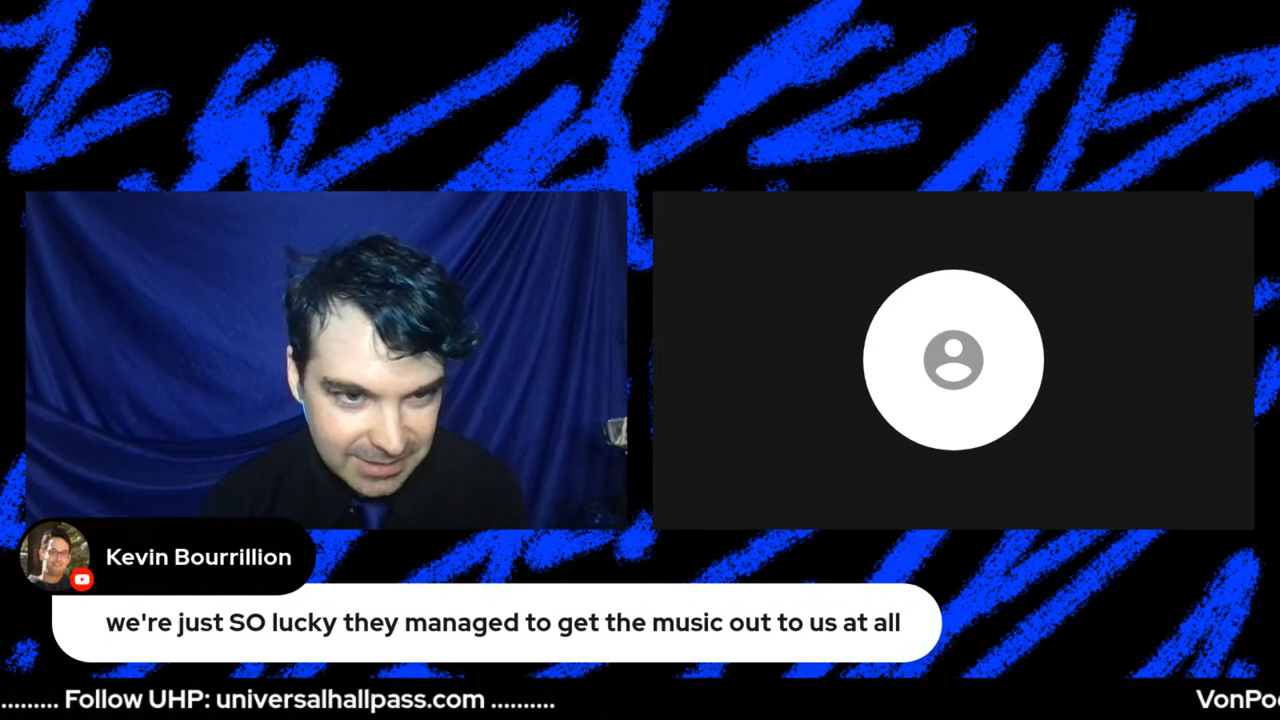 Kevin Bourrillion
we're just SO lucky they managed to get the music out to us at all
......... Follow UHP: universalhallpass.com .......... VonPo